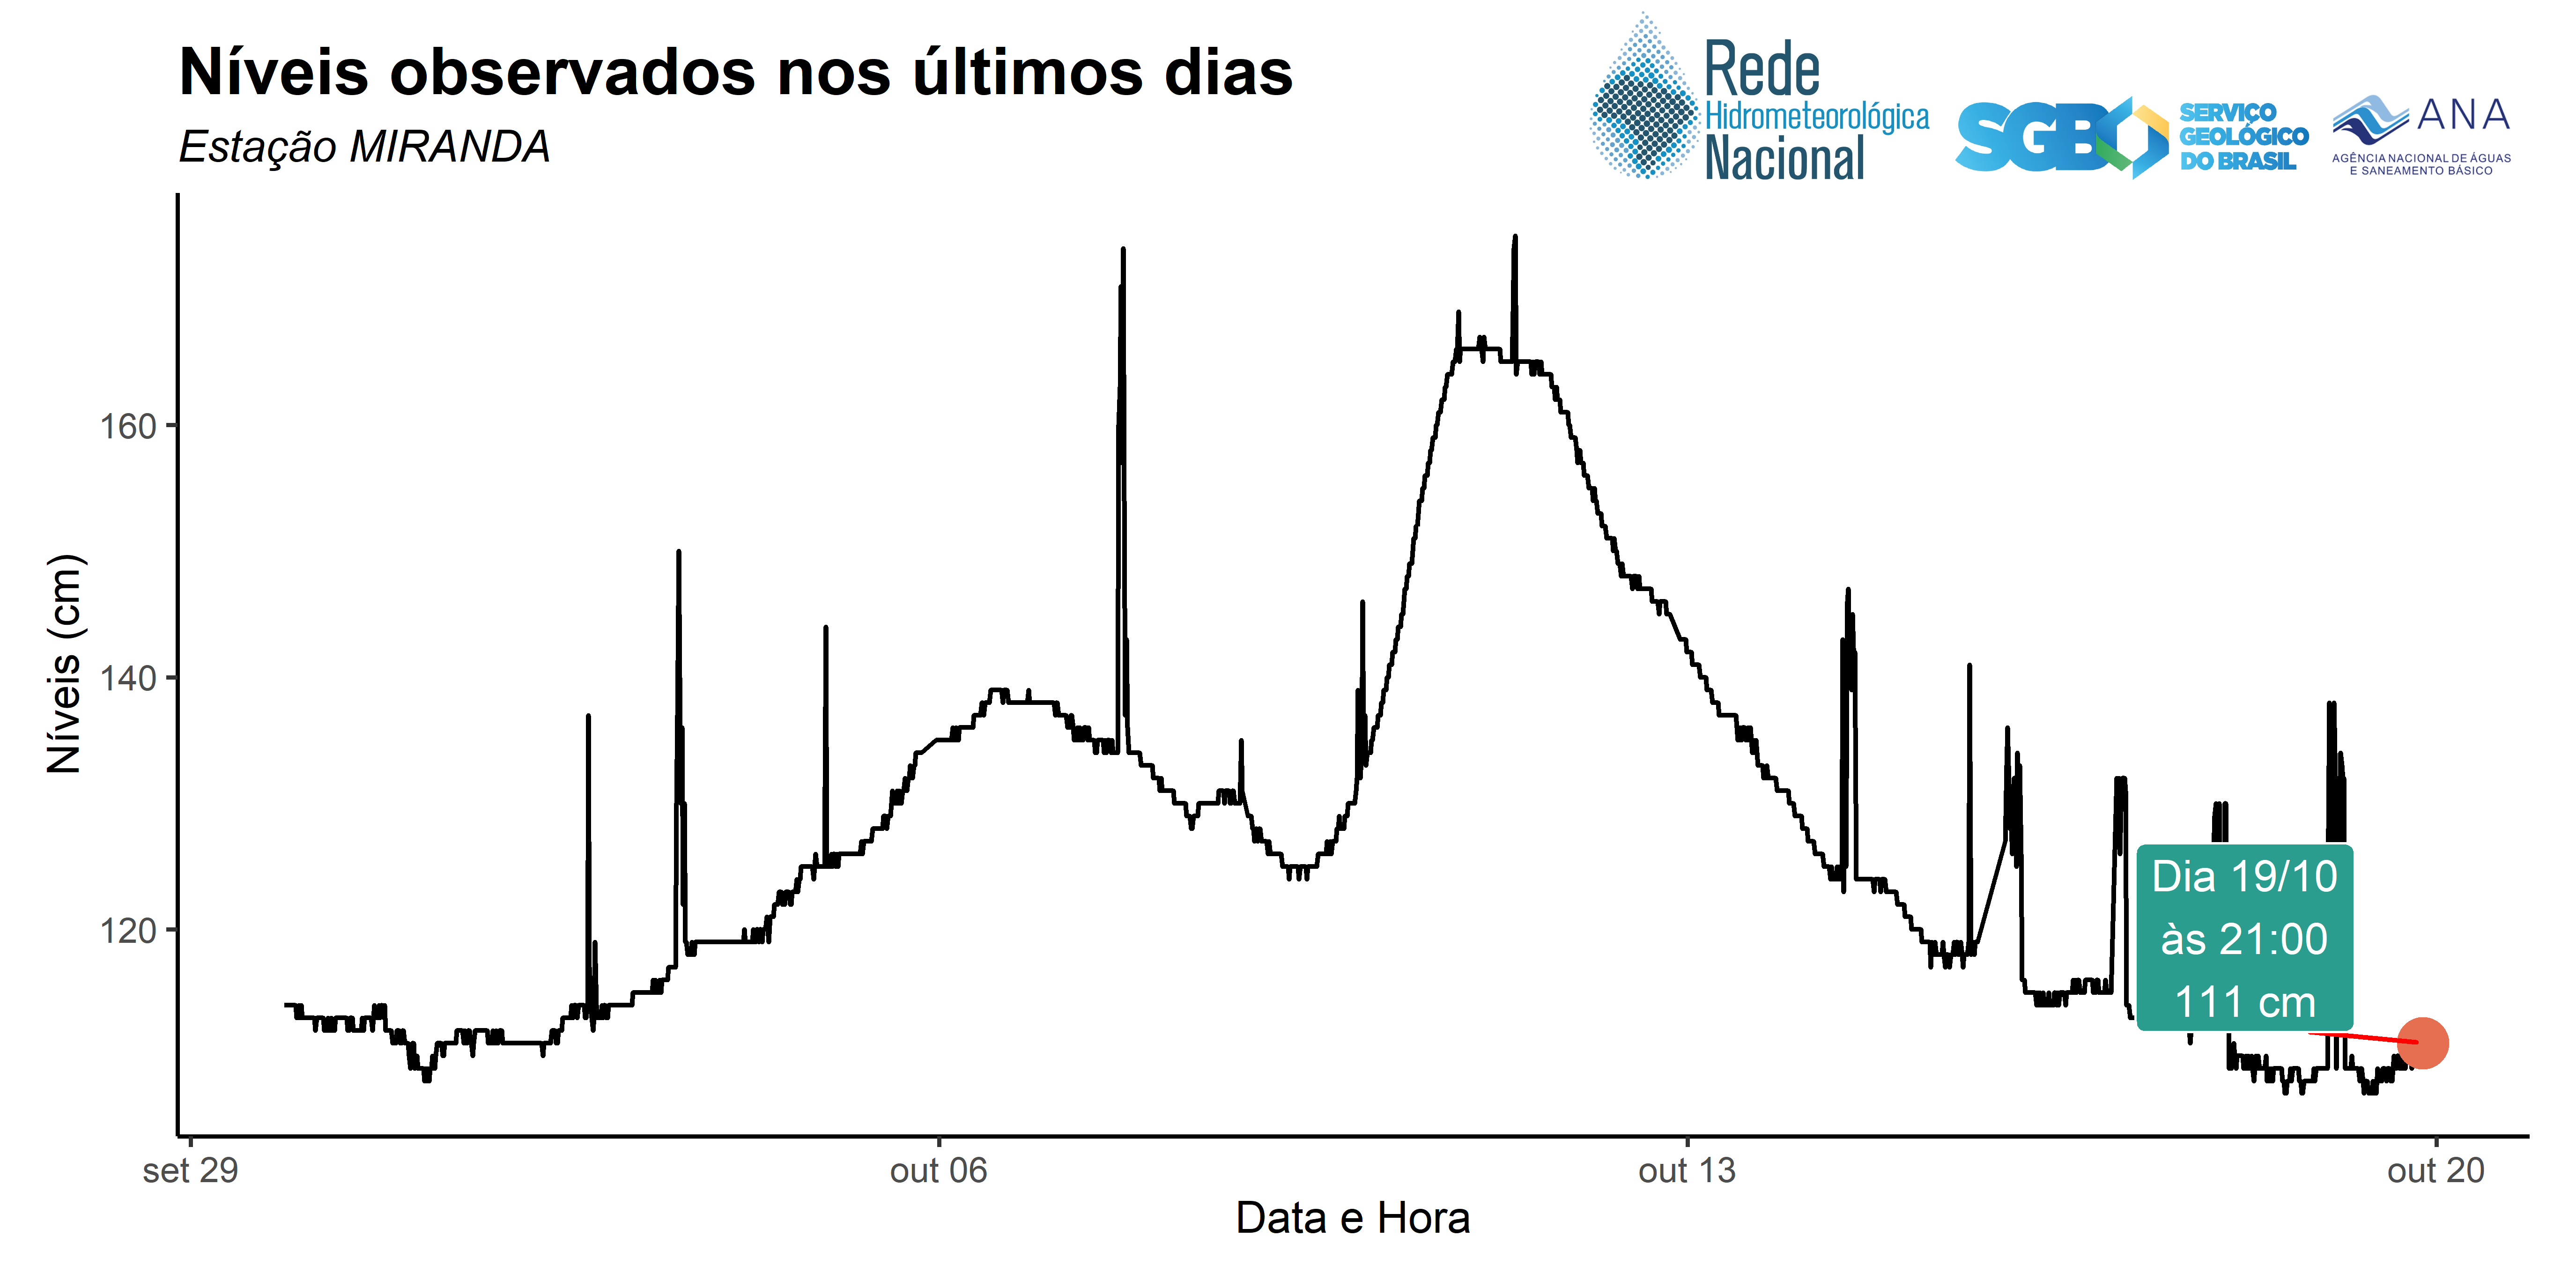 Níveis observados nos últimos dias
Estação MIRANDA
Rede
Hidrometeorológica
Nacional
SGB
SERVIÇO
GEOLÓGICO
DO BRASIL
ANA
AGÊNCIA NACIONAL DE ÁGUAS
E SANEAMENTO BÁSICO
Níveis (cm)
160
140
120
Dia 19/10
às 21:00
111 cm
set 29
out 06
out 13
out 20
Data e Hora